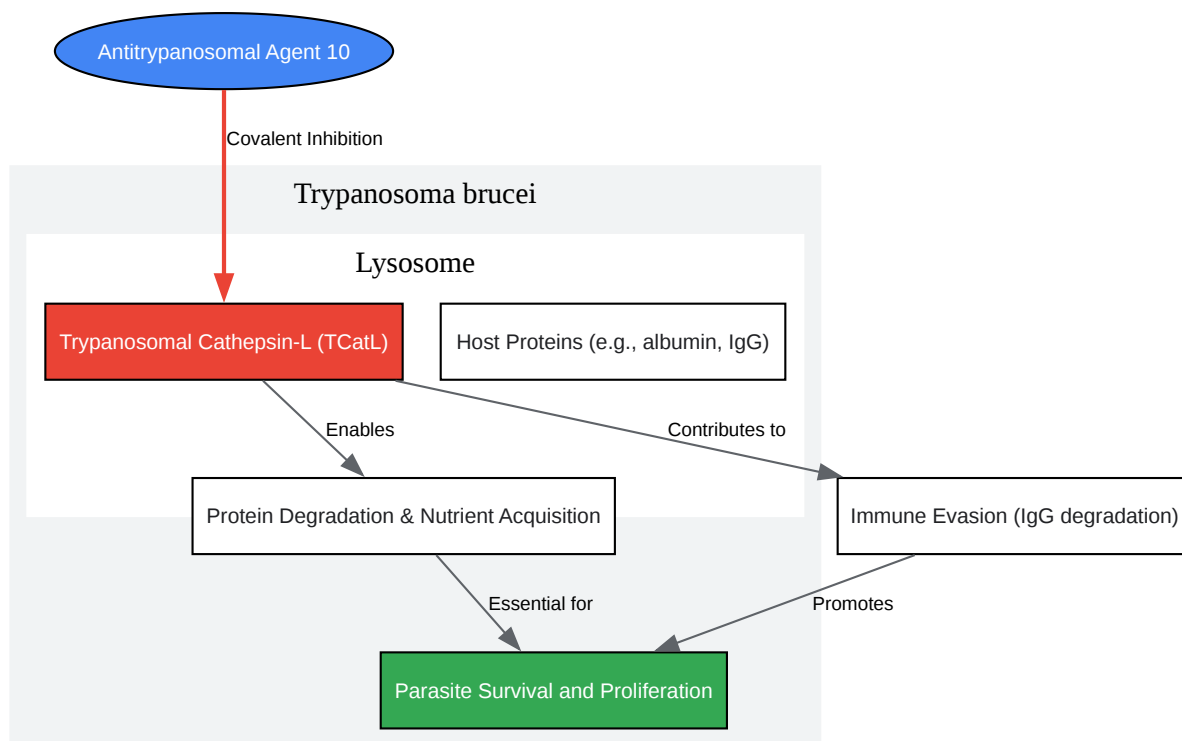 Antitrypanosomal Agent 10
Covalent Inhibition
Trypanosoma brucei
Lysosome
Trypanosomal Cathepsin-L (TCatL)
Host Proteins (e.g., albumin, IgG)
Enables
Contributes to
Protein Degradation & Nutrient Acquisition
Immune Evasion (IgG degradation)
Essential for
Promotes
Parasite Survival and Proliferation